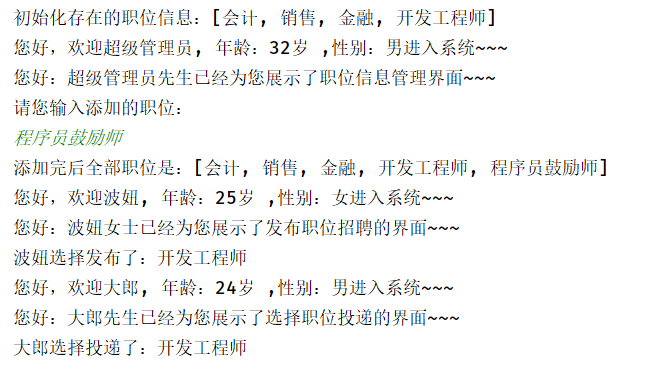 初始化存在的职位信息：[会计, 销售, 金融, 开发工程师]
您好，欢迎超级管理员, 年龄：32岁 ,性别：男进入系统~~~
您好：超级管理员先生已经为您展示了职位信息管理界面~~~
请您输入添加的职位：
程序员鼓励师
添加完后全部职位是：[会计, 销售, 金融, 开发工程师, 程序员鼓励师]
您好，欢迎波妞, 年龄：25岁 ,性别：女进入系统~~~
您好：波妞女士已经为您展示了发布职位招聘的界面~~~
波妞选择发布了：开发工程师
您好，欢迎大郎, 年龄：24岁 ,性别：男进入系统~~~
您好：大郎先生已经为您展示了选择职位投递的界面~~~
大郎选择投递了：开发工程师